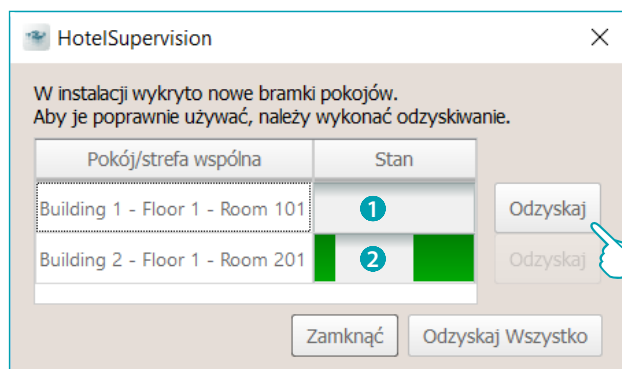 HotelSupervision
W instalacji wykryto nowe bramki pokojów.
Aby je poprawnie używać, należy wykonać odzyskiwanie.
Pokój/strefa wspólna Stan
Building 1 - Floor 1 - Room 101 1 Odzyskaj
Building 2 - Floor 1 - Room 201 2 Odzyskaj
Zamknąć Odzyskaj Wszystko